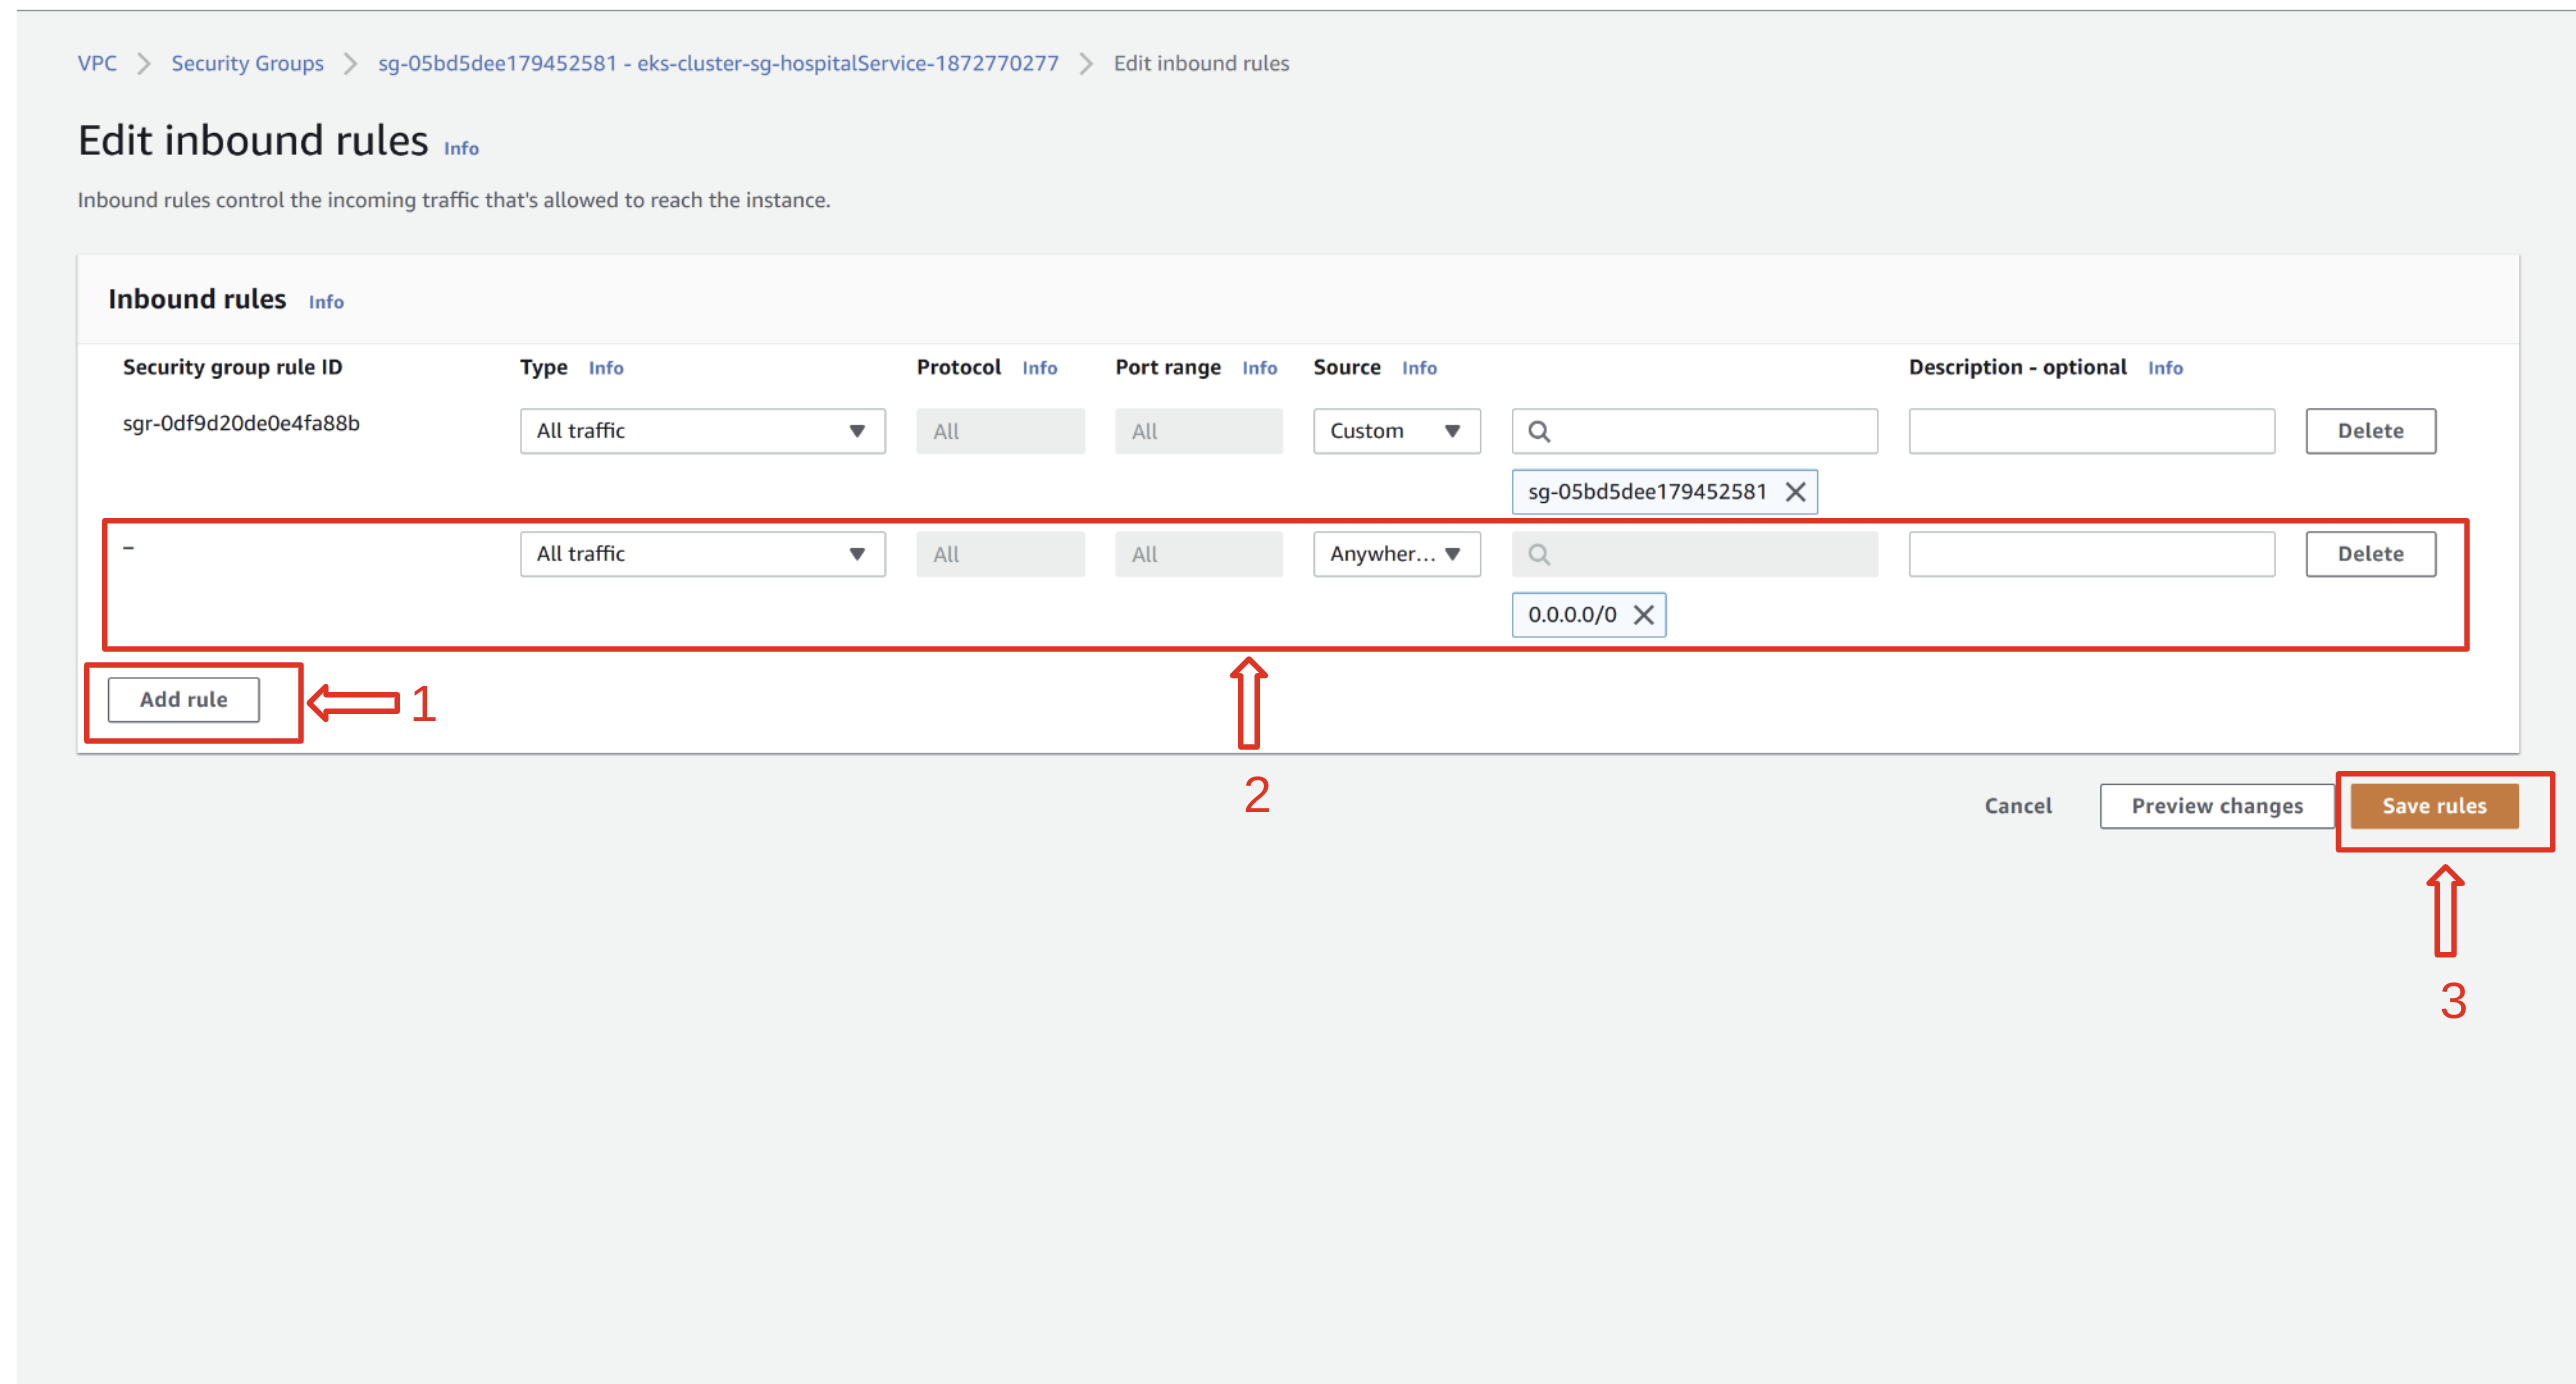 VPC > Security Groups > sg-05bd5dee179452581 - eks-cluster-sg-hospitalService-1872770277 > Edit inbound rules
Edit inbound rules Info
Inbound rules control the incoming traffic that's allowed to reach the instance.
Inbound rules Info
Security group rule ID Type Info Protocol Info Port range Info Source Info Description - optional Info
sgr-0df9d20de0e4fa88b All traffic All All Custom Delete
sg-05bd5dee179452581
– All traffic All All Anywher... Delete
0.0.0.0/0
Add rule 1
2
Cancel Preview changes Save rules
3